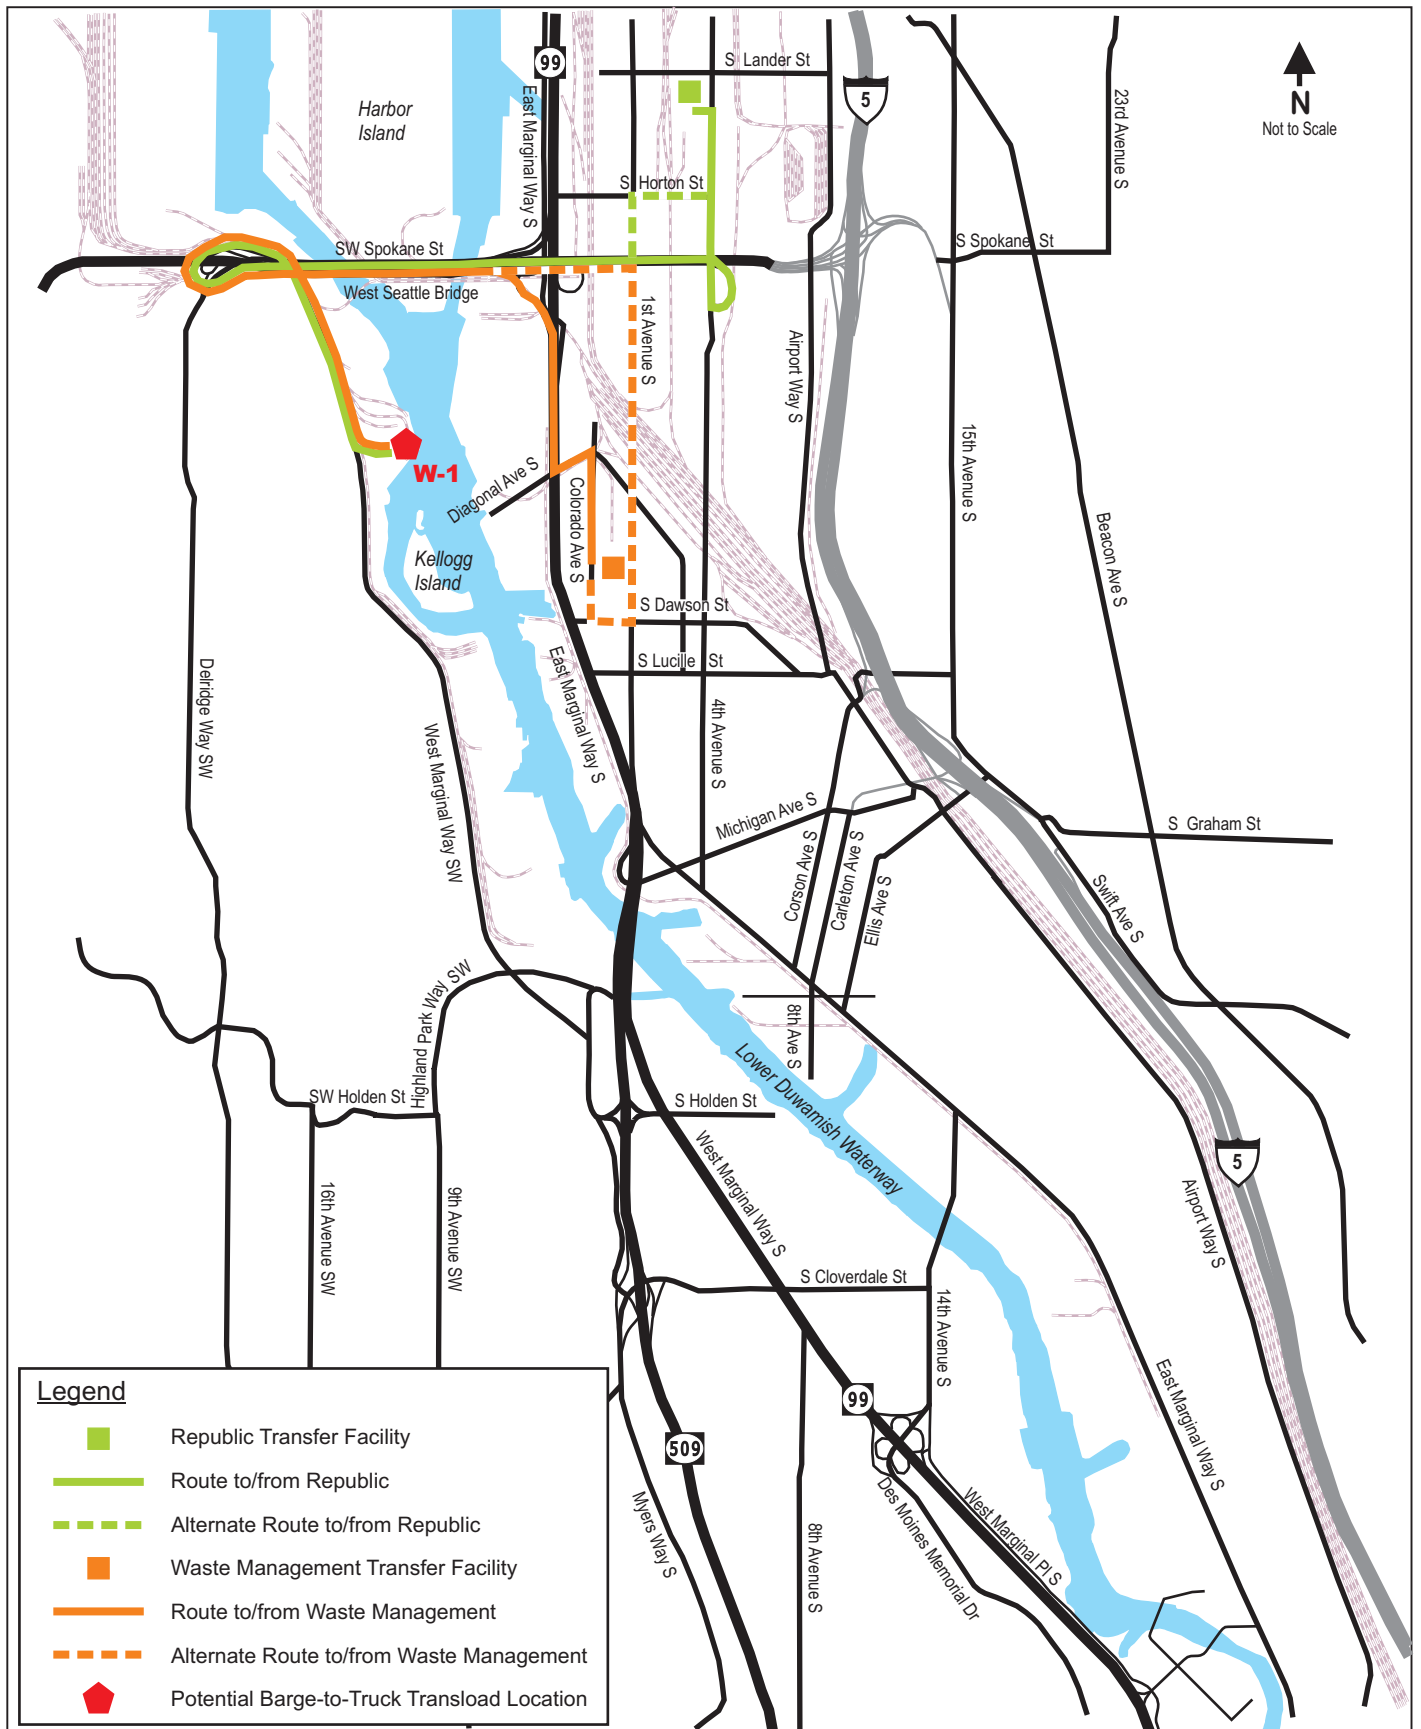 S Lander St
99
5
N
Not to Scale
Harbor
Island
East Marginal Way S
23rd Avenue S
S Horton St
SW Spokane St
S Spokane St
West Seattle Bridge
1st Avenue S
Airport Way S
15th Avenue S
W-1
Diagonal Ave S
Colorado Ave S
Beacon Ave S
Kellogg
Island
S Dawson St
S Lucille St
East Marginal Way S
Delridge Way SW
4th Avenue S
West Marginal Way SW
Michigan Ave S
S Graham St
Corson Ave S
Carleton Ave S
Ellis Ave S
Swift Ave S
Highland Park Way SW
8th Ave S
Lower Duwamish Waterway
SW Holden St
S Holden St
West Marginal Way S
5
16th Avenue SW
9th Avenue SW
Airport Way S
S Cloverdale St
14th Avenue S
East Marginal Way S
99
509
Myers Way S
8th Avenue S
Des Moines Memorial Dr
West Marginal Pl S
Legend
Republic Transfer Facility
Route to/from Republic
Alternate Route to/from Republic
Waste Management Transfer Facility
Route to/from Waste Management
Alternate Route to/from Waste Management
Potential Barge-to-Truck Transload Location